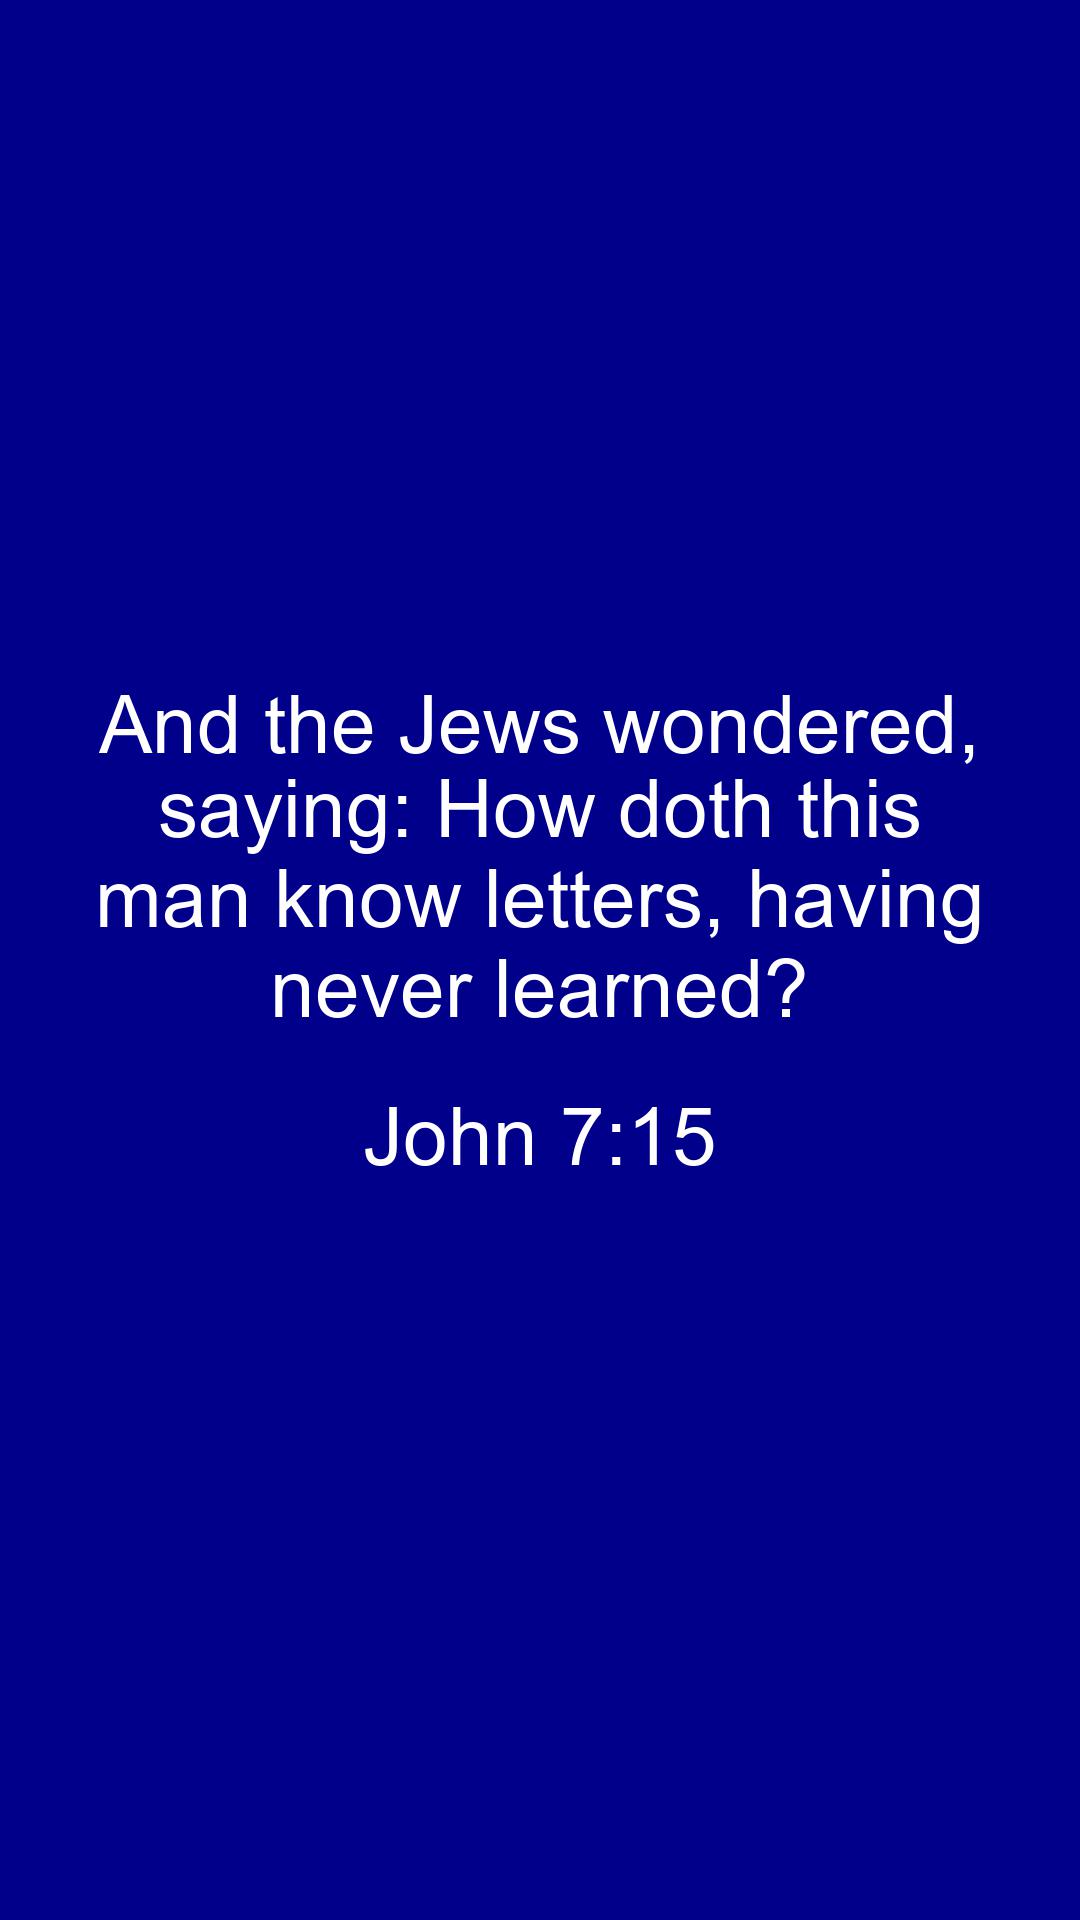 And the Jews wondered,
saying: How doth this
man know letters, having
never learned?
John 7:15